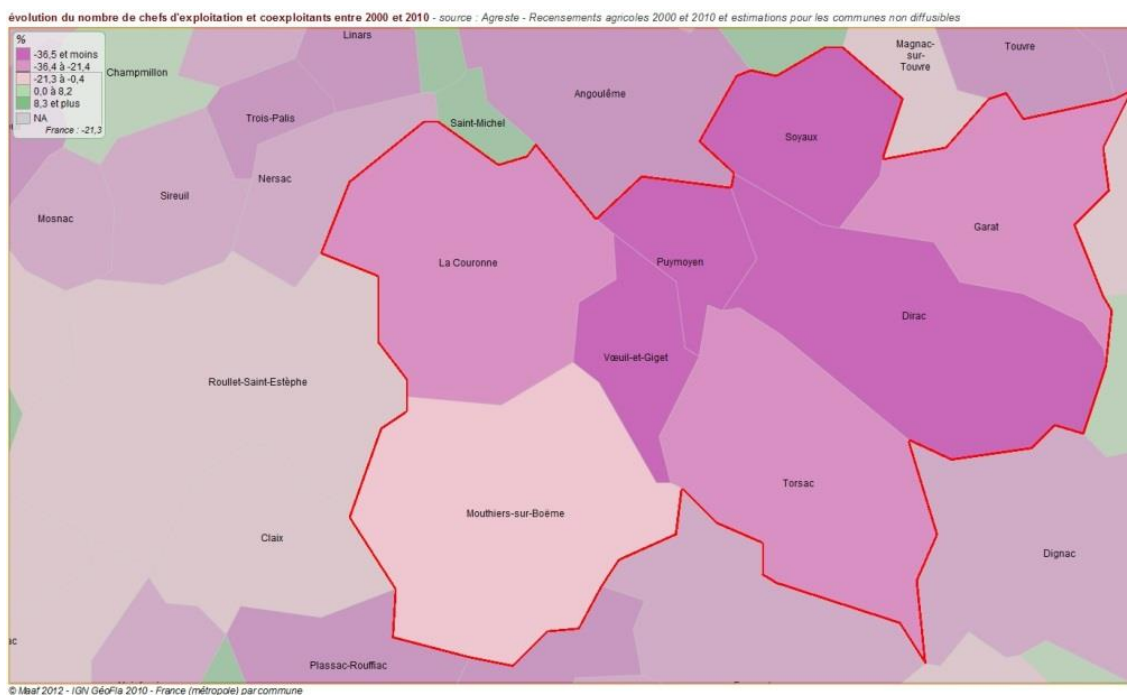 évolution du nombre de chefs d'exploitation et coexploitants entre 2000 et 2010 - source : Agreste - Recensements agricoles 2000 et 2010 et estimations pour les communes non diffusibles
%
-36,5 et moins
-36,4 à -21,4
-21,3 à -0,4
0,0 à 8,2
8,3 et plus
NA
France : -21,3
Linars
Champmillon
Magnac-
sur-
Touvre
Touvre
Angoulême
Trois-Palis
Saint-Michel
Soyaux
Nersac
Sireuil
Mosnac
Garat
La Couronne
Puymoyen
Dirac
Vœuil-et-Giget
Roullet-Saint-Estèphe
Torsac
Mouthiers-sur-Boëme
Claix
Dignac
ac
Plassac-Rouffiac
© Maaf 2012 - IGN GéoFla 2010 - France (métropole) par commune